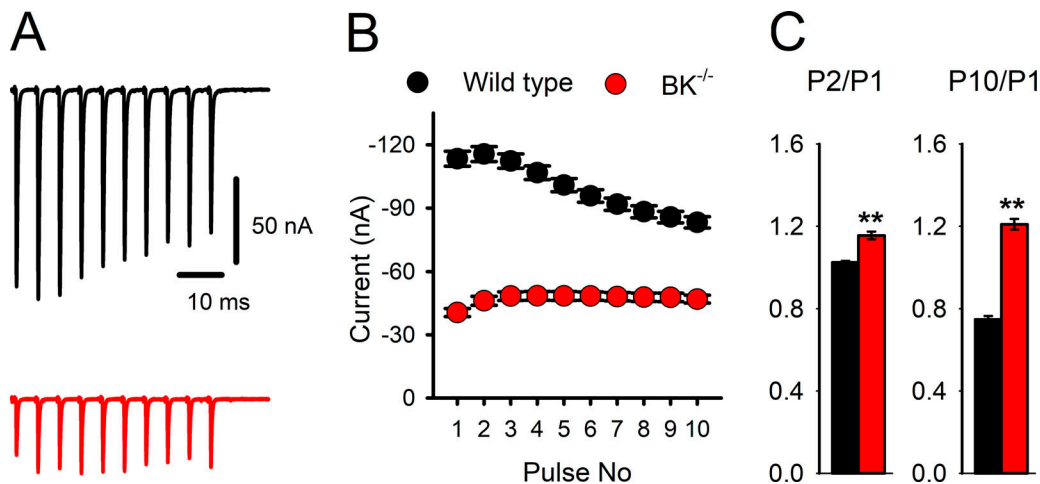 A
50 nA
10 ms
B
Wild type BK-/-
Current (nA)
-120
-90
-60
-30
0
1 2 3 4 5 6 7 8 9 10
Pulse No
C
P2/P1 P10/P1
1.6
1.2
0.8
0.4
0.0
**
1.6
1.2
0.8
0.4
0.0
**